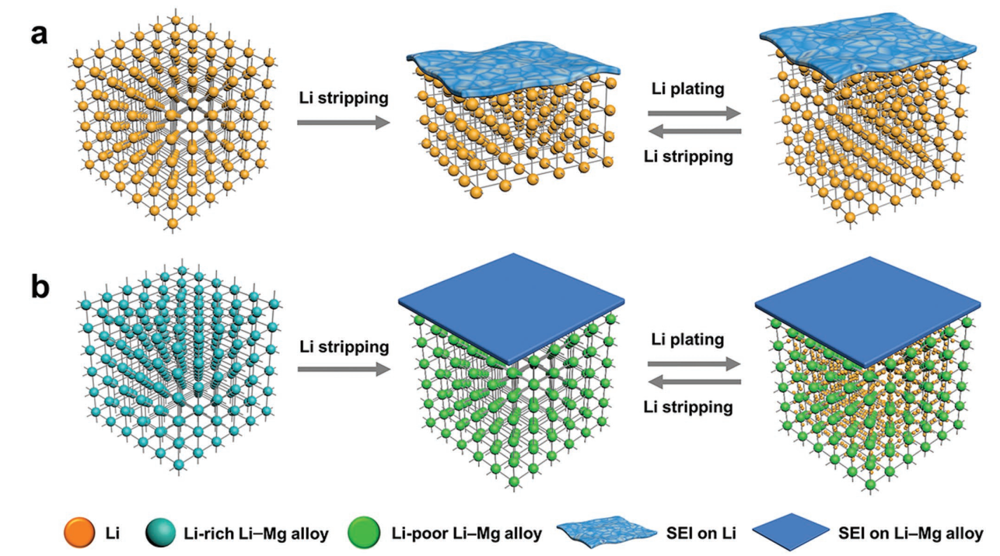 a
Li stripping
Li plating
Li stripping
b
Li stripping
Li plating
Li stripping
Li
Li-rich Li–Mg alloy
Li-poor Li–Mg alloy
SEI on Li
SEI on Li–Mg alloy